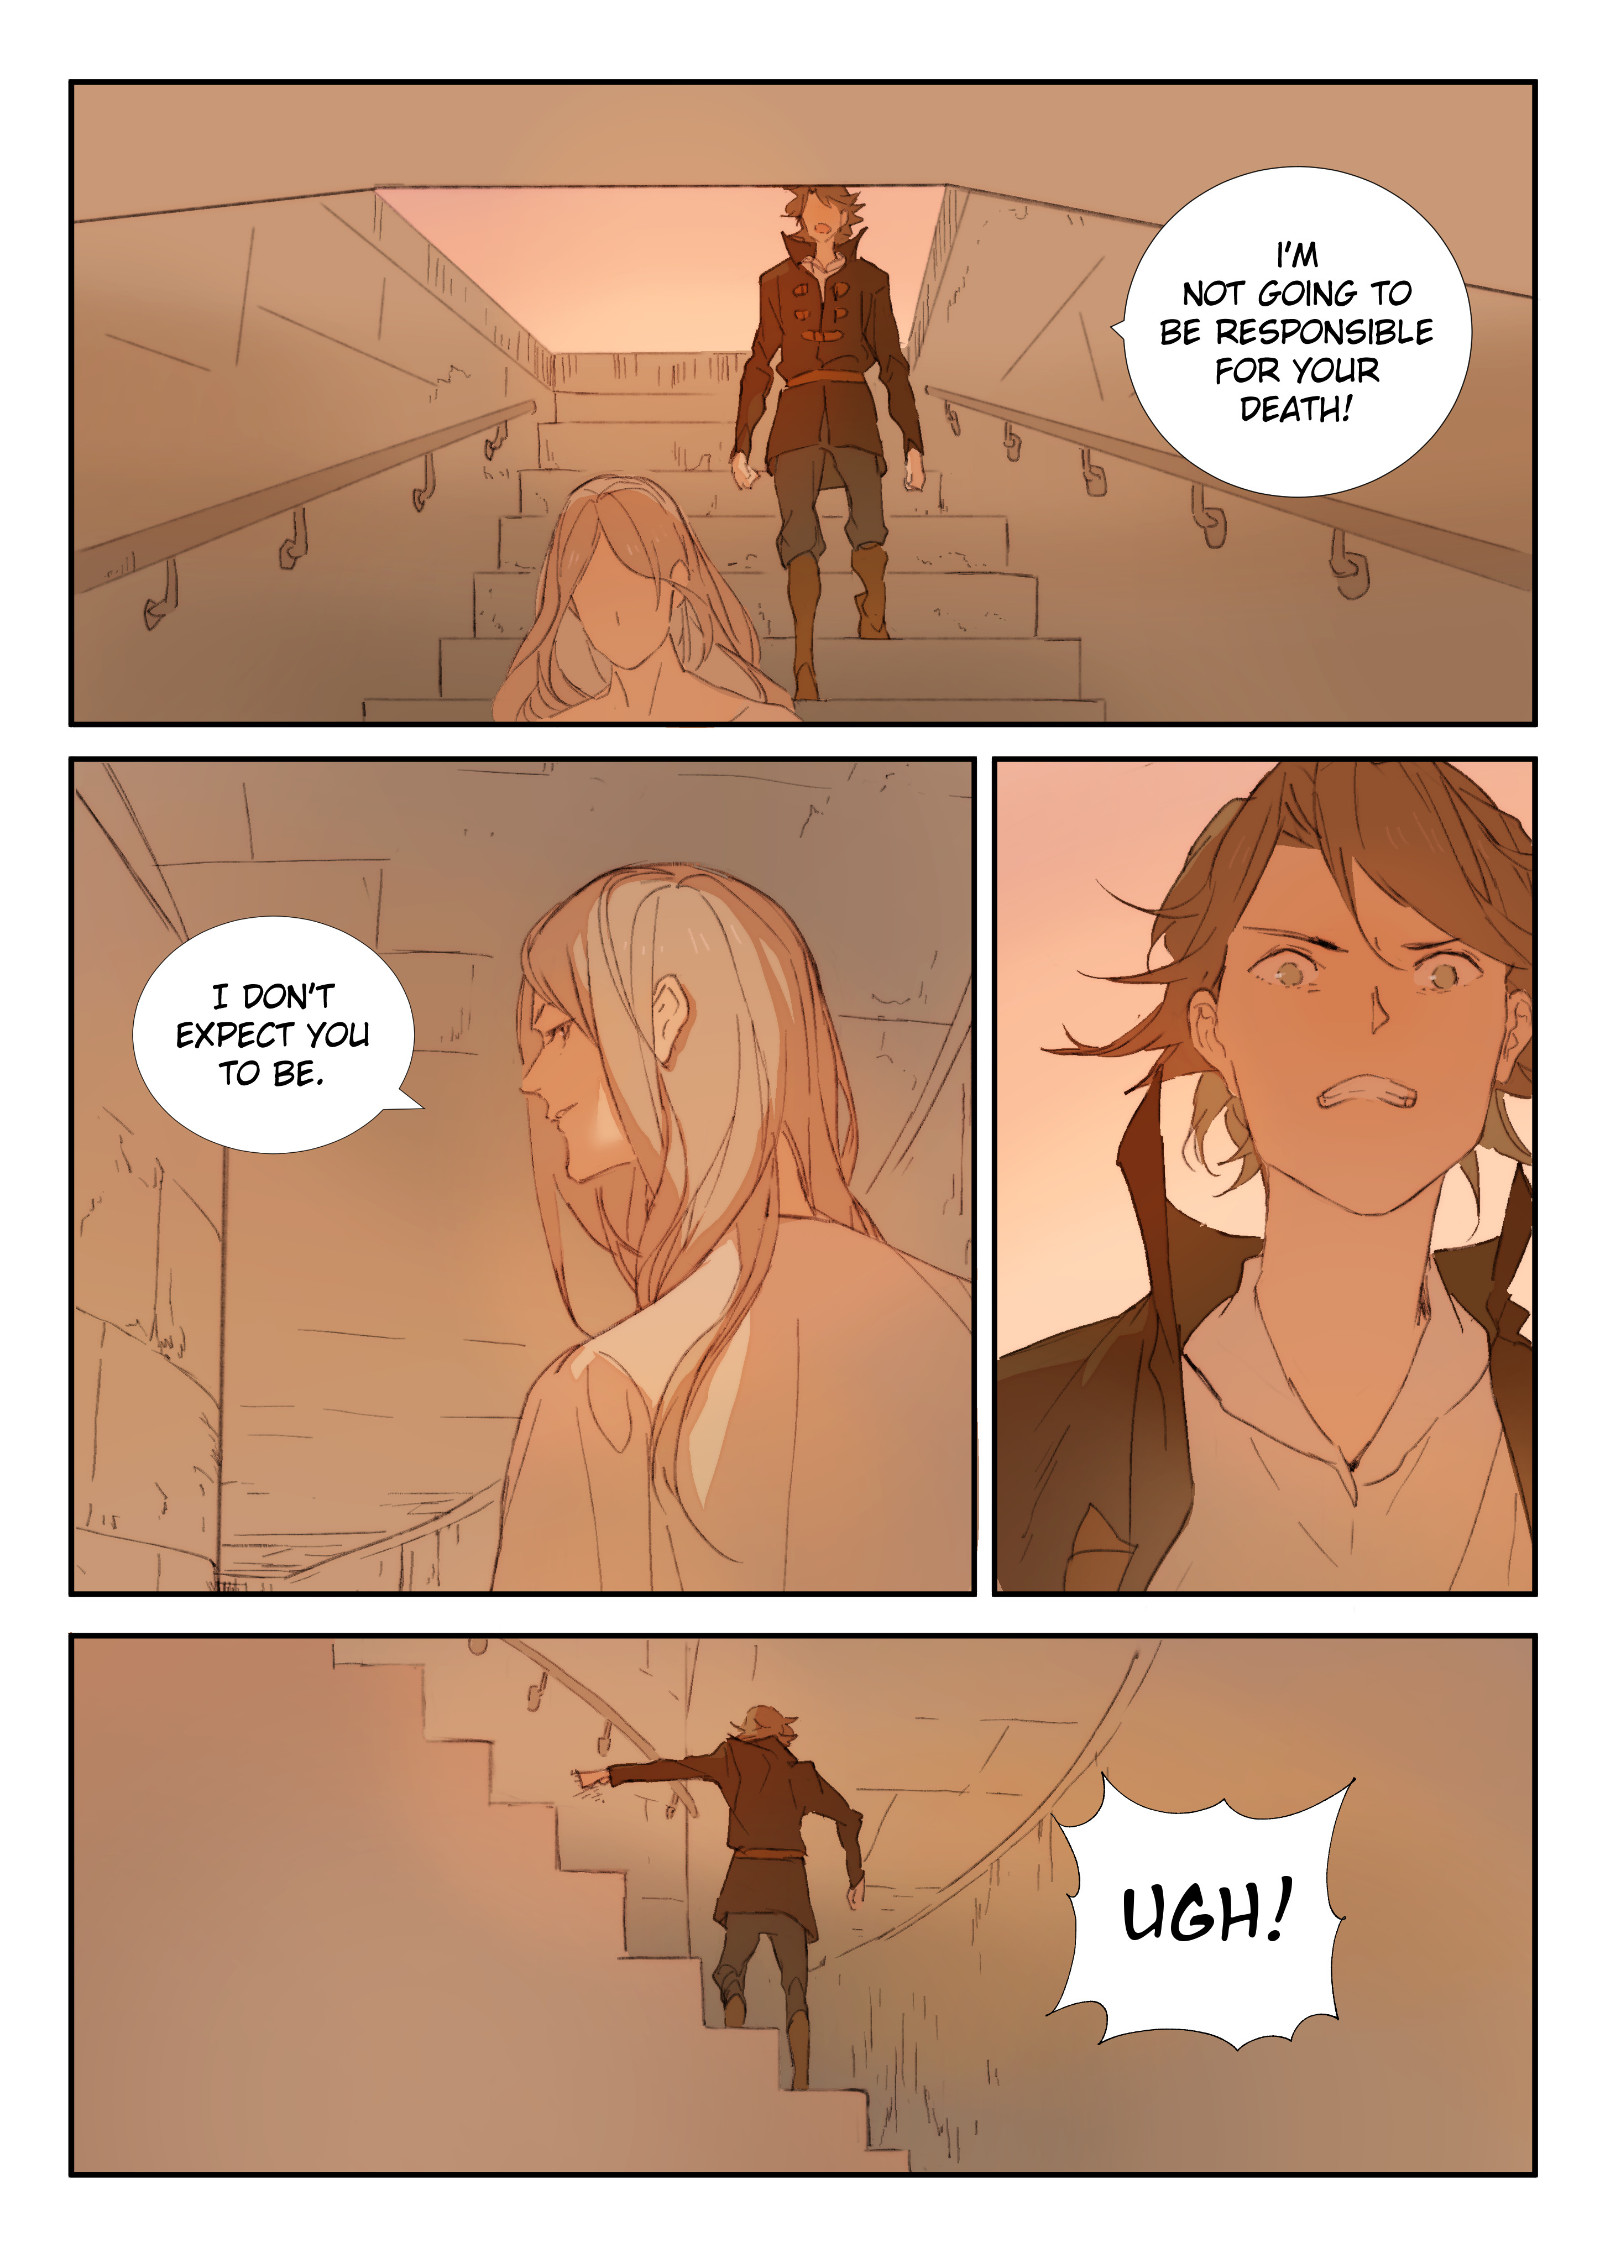 I'M
NOT GOING TO
BE RESPONSIBLE
FOR YOUR
DEATH!
I DON'T
EXPECT YOU
TO BE.
UGH!